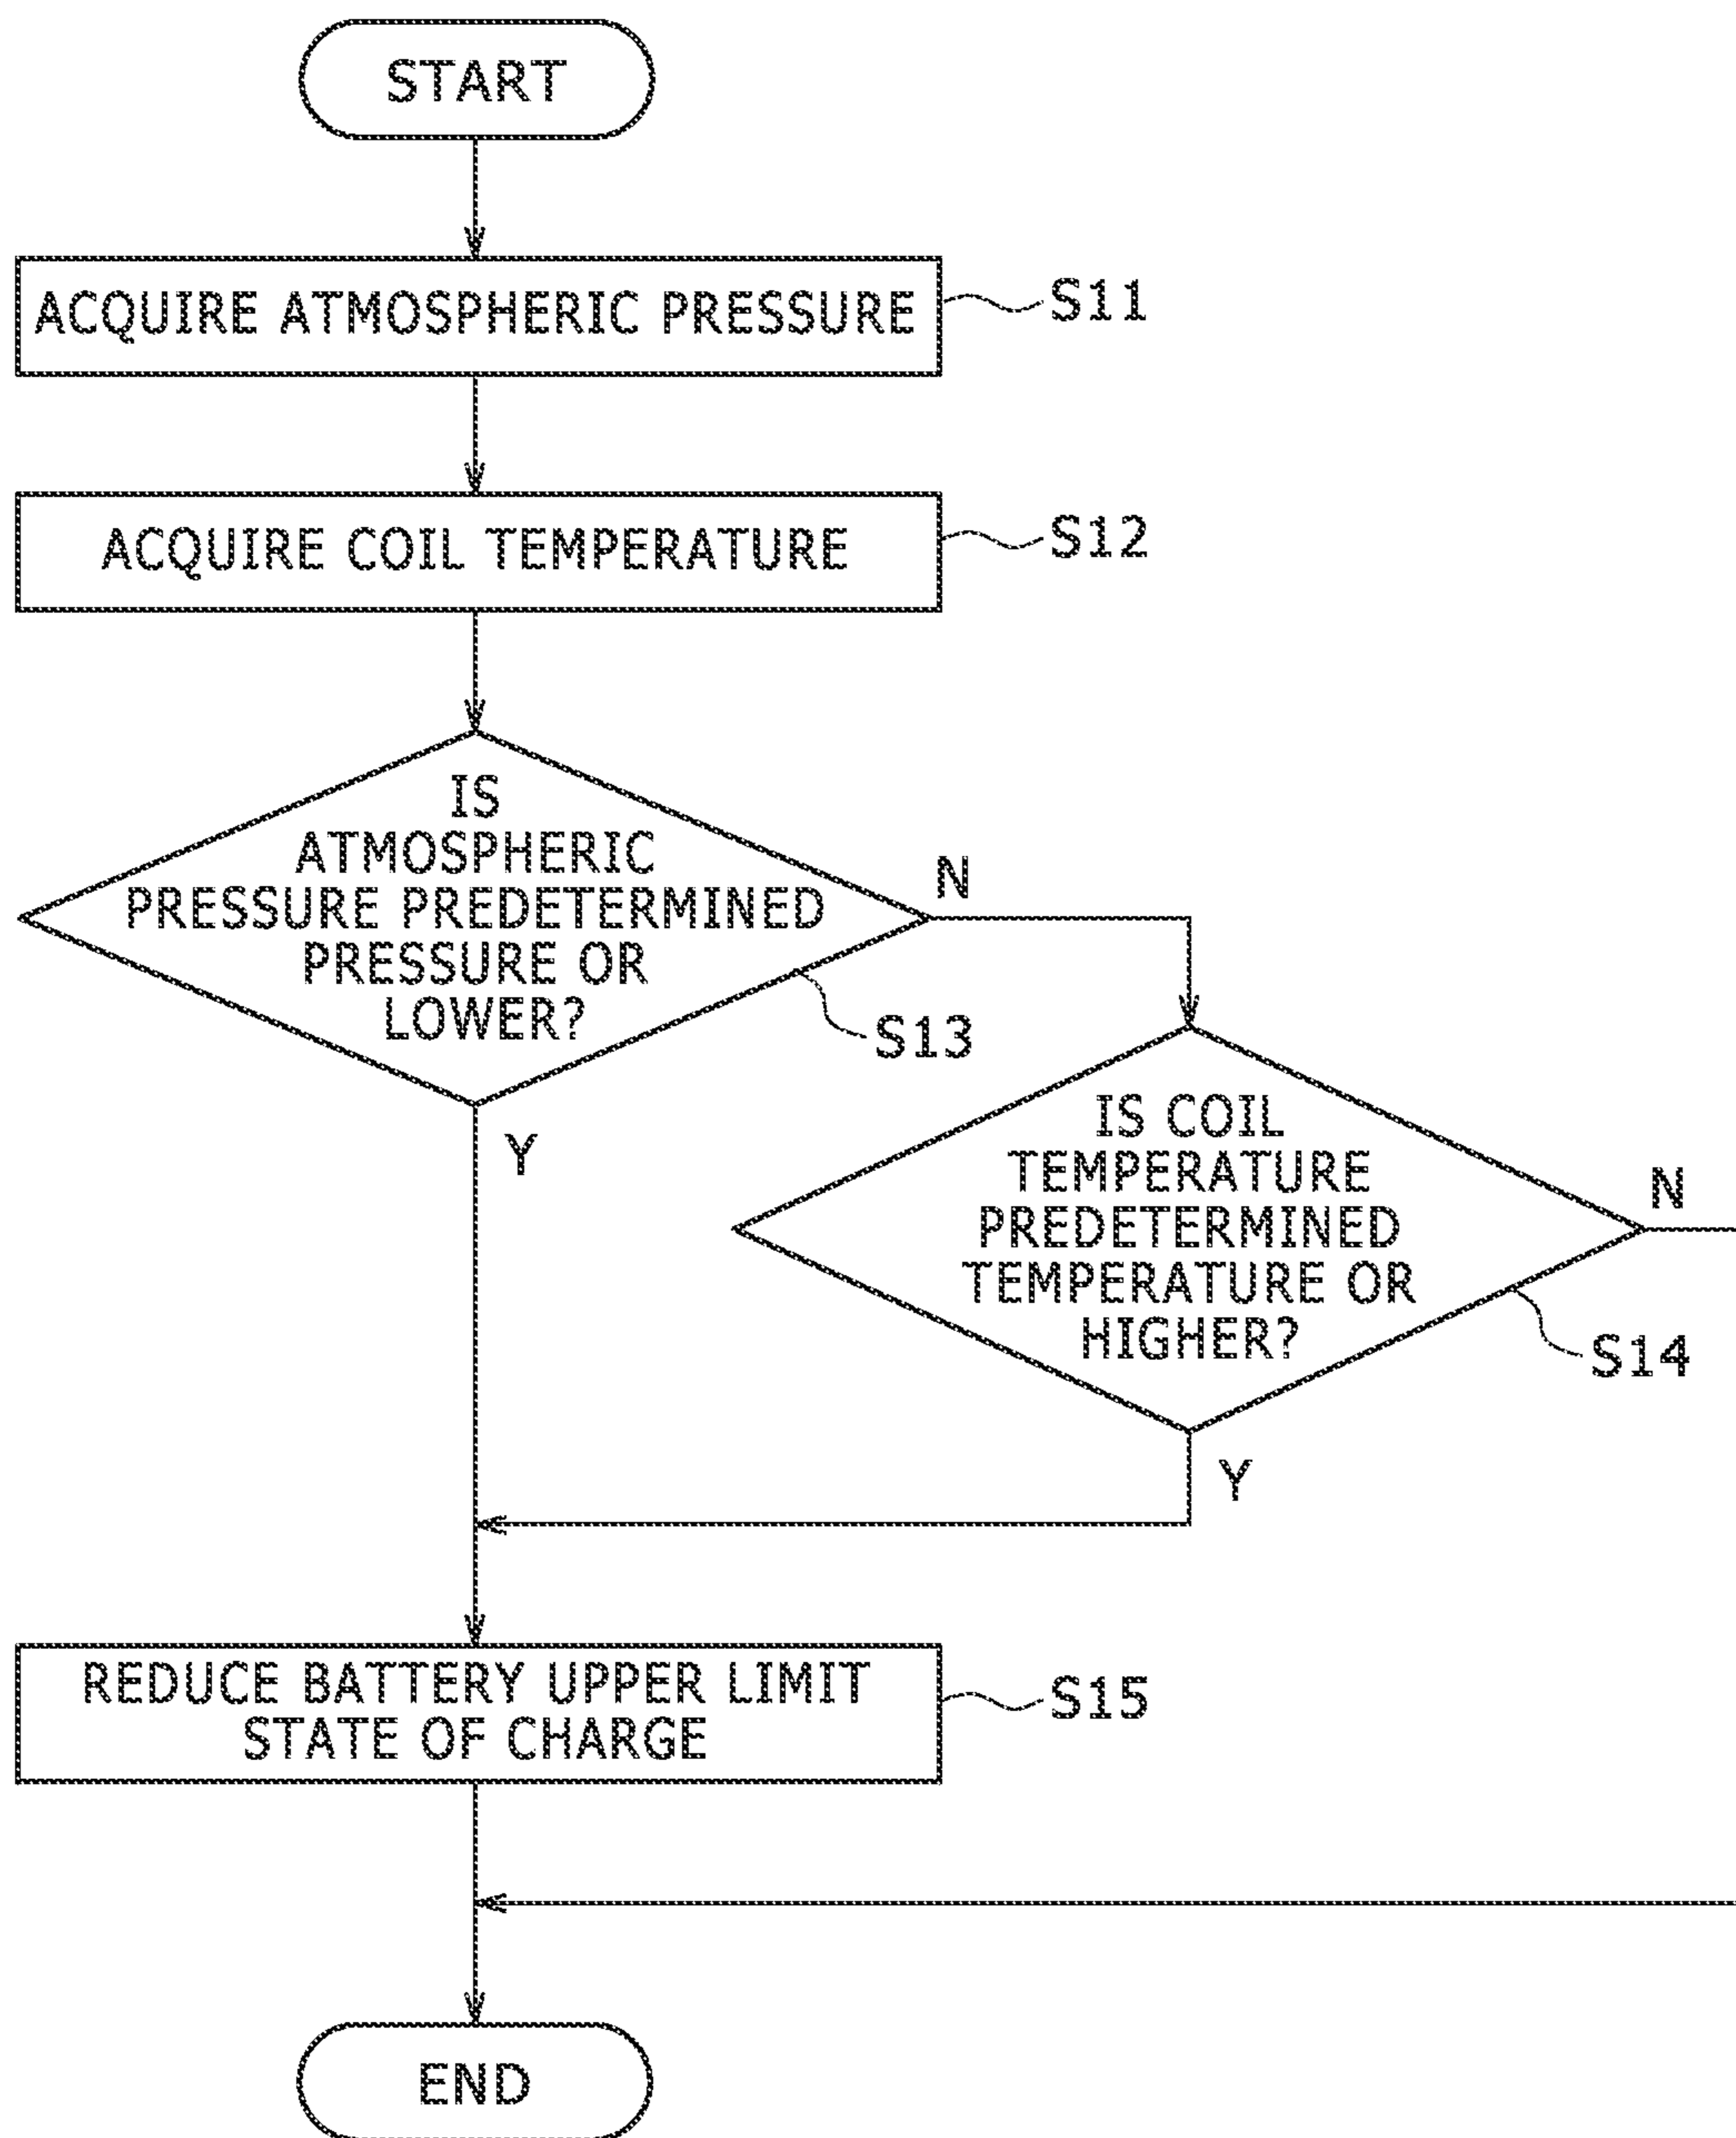 START
ACQUIRE ATMOSPHERIC PRESSURE
S11
ACQUIRE COIL TEMPERATURE
S12
IS
ATMOSPHERIC
PRESSURE PREDETERMINED
PRESSURE OR
LOWER?
N
S13
Y
IS COIL
TEMPERATURE
PREDETERMINED
TEMPERATURE OR
HIGHER?
N
S14
Y
REDUCE BATTERY UPPER LIMIT
STATE OF CHARGE
S15
END